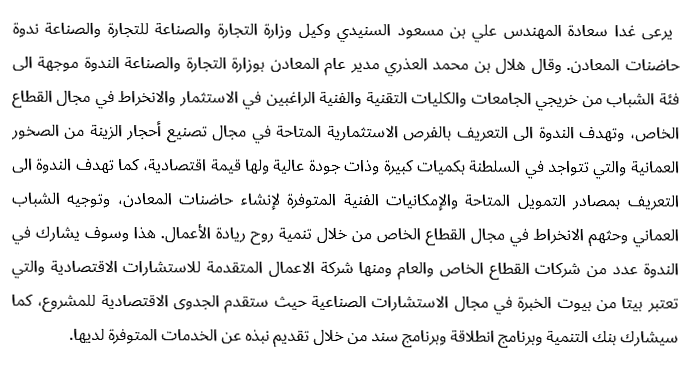 يرعى غدا سعادة المهندس علي بن مسعود السنيدي وكيل وزارة التجارة والصناعة للتجارة والصناعة ندوة
حاضنات المعادن. وقال هلال بن محمد العذري مدير عام المعادن بوزارة التجارة والصناعة الندوة موجهة الى
فئة الشباب من خريجي الجامعات والكليات التقنية والفنية الراغبين في الاستثمار والانخراط في مجال القطاع
الخاص، وتهدف الندوة الى التعريف بالفرص الاستثمارية المتاحة في مجال تصنيع أحجار الزينة من الصخور
العمانية والتي تتواجد في السلطنة بكميات كبيرة وذات جودة عالية ولها قيمة اقتصادية، كما تهدف الندوة الى
التعريف بمصادر التمويل المتاحة والإمكانيات الفنية المتوفرة لإنشاء حاضنات المعادن، وتوجيه الشباب
العماني وحثهم الانخراط في مجال القطاع الخاص من خلال تنمية روح ريادة الأعمال. هذا وسوف يشارك في
الندوة عدد من شركات القطاع الخاص والعام ومنها شركة الاعمال المتقدمة للاستشارات الاقتصادية والتي
تعتبر بيتا من بيوت الخبرة في مجال الاستشارات الصناعية حيث ستقدم الجدوى الاقتصادية للمشروع، كما
سيشارك بنك التنمية وبرنامج انطلاقة وبرنامج سند من خلال تقديم نبذه عن الخدمات المتوفرة لديها.